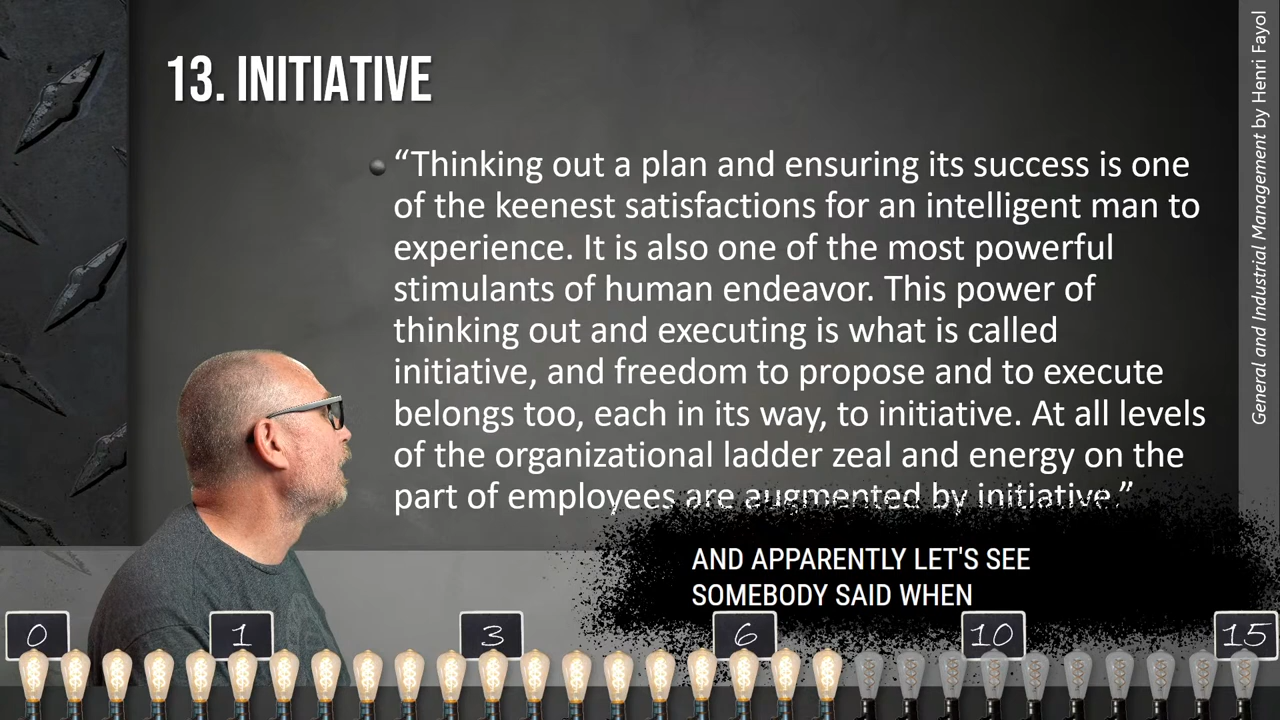 13. INITIATIVE
“Thinking out a plan and ensuring its success is one
of the keenest satisfactions for an intelligent man to
experience. It is also one of the most powerful
stimulants of human endeavor. This power of
thinking out and executing is what is called
initiative, and freedom to propose and to execute
belongs too, each in its way, to initiative. At all levels
of the organizational ladder zeal and energy on the
part of employees are augmented by initiative.”
General and Industrial Management by Henri Fayol
AND APPARENTLY LET'S SEE
SOMEBODY SAID WHEN
0 1 3 6 10 15